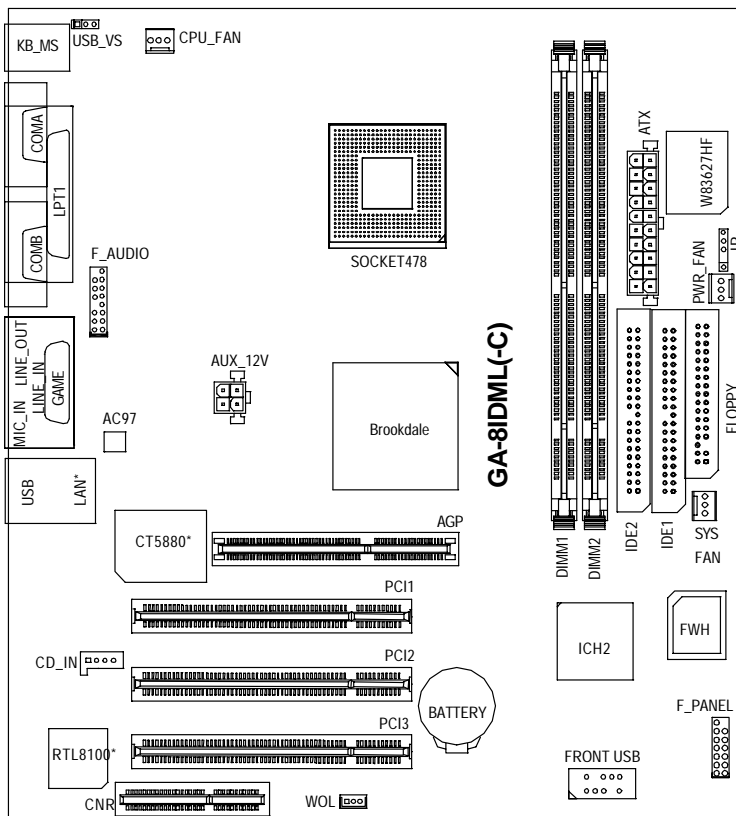 USB_VS
CPU_FAN
KB_MS
COMA
LPT1
COMB
F_AUDIO
SOCKET478
ATX
W83627HF
IR
PWR_FAN
MIC_IN LINE_OUT
LINE_IN
GAME
AC97
AUX_12V
Brookdale
GA-8IDML(-C)
FLOPPY
USB
LAN*
CT5880*
AGP
DIMM1
DIMM2
IDE2
IDE1
SYS
FAN
PCI1
CD_IN
PCI2
BATTERY
ICH2
FWH
PCI3
RTL8100*
F_PANEL
FRONT USB
CNR
WOL